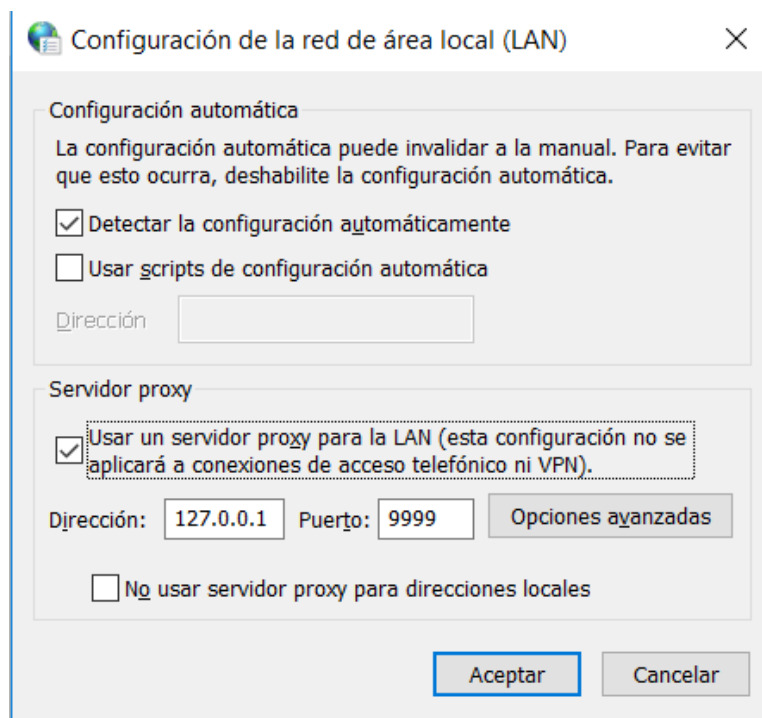 Configuración de la red de área local (LAN)
Configuración automática
La configuración automática puede invalidar a la manual. Para evitar
que esto ocurra, deshabilite la configuración automática.
Detectar la configuración automáticamente
Usar scripts de configuración automática
Dirección
Servidor proxy
Usar un servidor proxy para la LAN (esta configuración no se
aplicará a conexiones de acceso telefónico ni VPN).
Dirección: 127.0.0.1 Puerto: 9999 Opciones avanzadas
No usar servidor proxy para direcciones locales
Aceptar Cancelar